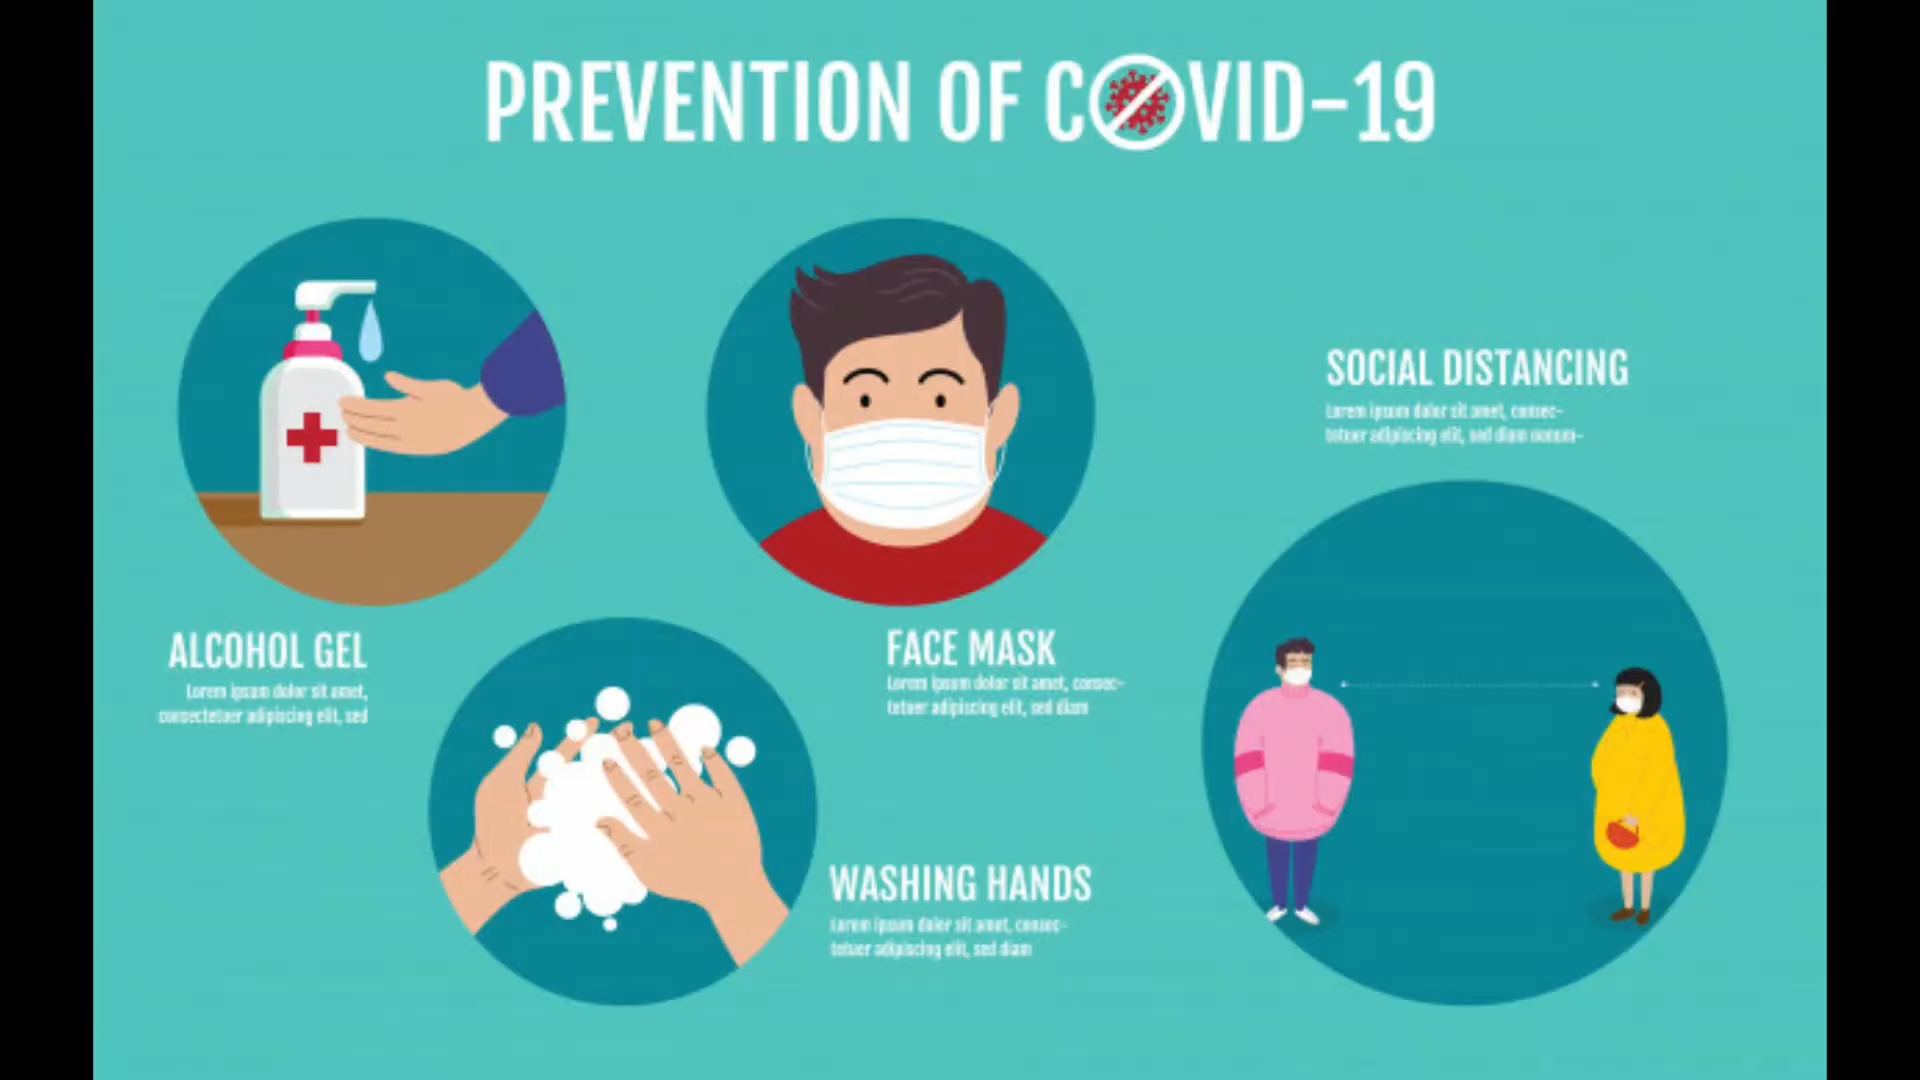 PREVENTION OF COVID-19
ALCOHOL GEL
Lorem ipsum dolor sit amet,
consectetuer adipiscing elit, sed
FACE MASK
Lorem ipsum dolor sit amet, consec-
tetuer adipiscing elit, sed diam
WASHING HANDS
Lorem ipsum dolor sit amet, consec-
tetuer adipiscing elit, sed diam
SOCIAL DISTANCING
Lorem ipsum dolor sit amet, consec-
tetuer adipiscing elit, sed diam nonum-